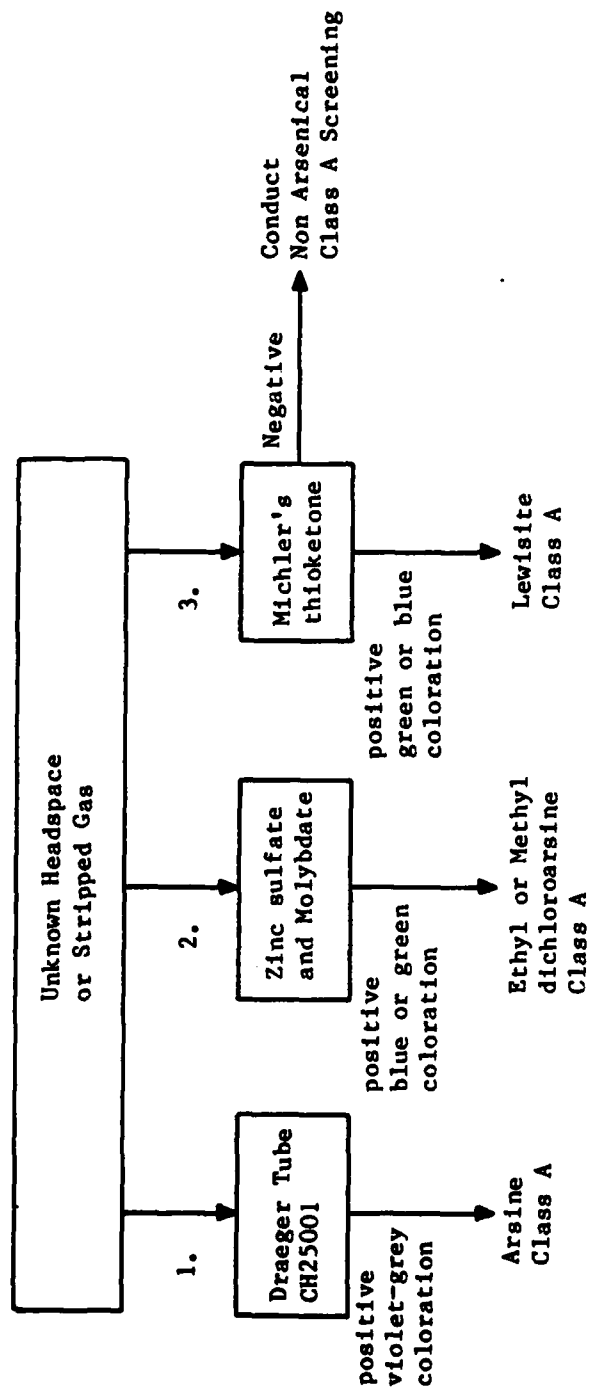 Unknown Headspace
or Stripped Gas
1.
Draeger Tube
CH25001
positive
violet-grey
coloration
Arsine
Class A
2.
Zinc sulfate
and Molybdate
positive
blue or green
coloration
Ethyl or Methyl
dichloroarsine
Class A
3.
Michler's
thioketone
positive
green or blue
coloration
Lewisite
Class A
Negative
Conduct
Non Arsenical
Class A Screening